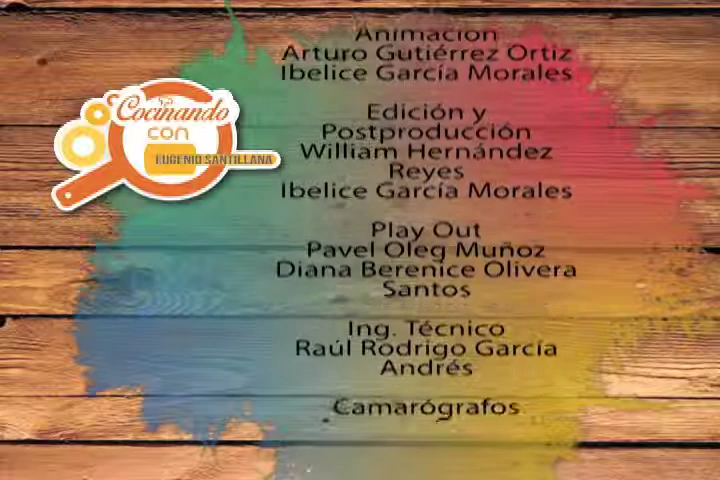 Animación
Arturo Gutiérrez Ortiz
Ibelice García Morales
Cocinando
con
EUGENIO SANTILLANA
Edición y
Postproducción
William Hernández
Reyes
Ibelice García Morales
Play Out
Pavel Oleg Muñoz
Diana Berenice Olivera
Santos
Ing. Técnico
Raúl Rodrigo García
Andrés
Camarógrafos